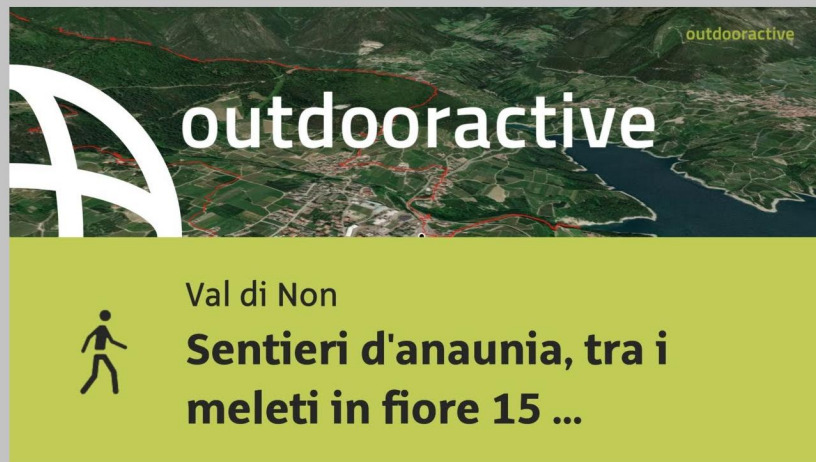 outdooractive
outdooractive
Val di Non
Sentieri d'anaunia, tra i
meleti in fiore 15 ...